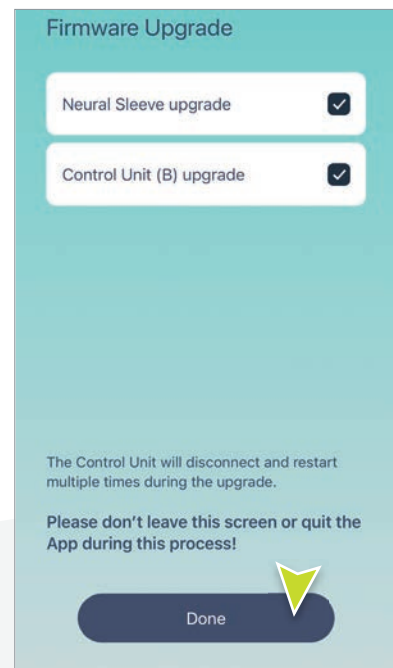 Firmware Upgrade
Neural Sleeve upgrade
Control Unit (B) upgrade
The Control Unit will disconnect and restart
multiple times during the upgrade.
Please don't leave this screen or quit the
App during this process!
Done